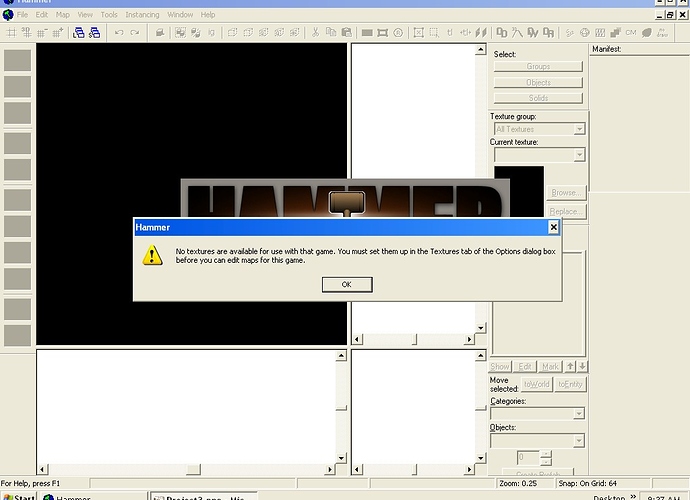 Hammer
File Edit Map View Tools Instancing Window Help
Select:
Groups
Objects
Solids
Manifest:
Texture group:
All Textures
Current texture:
Browse...
Replace...
HAMMER
Hammer
No textures are available for use with that game. You must set them up in the Textures tab of the Options dialog box
before you can edit maps for this game.
OK
Show Edit Mark
Move
selected:
toWorld toEntity
Categories:
Objects:
0
Create Prefab
For Help, press F1
Zoom: 0.25
Snap: On Grid: 64
Start
Hammer
Desktop »
9:27 AM